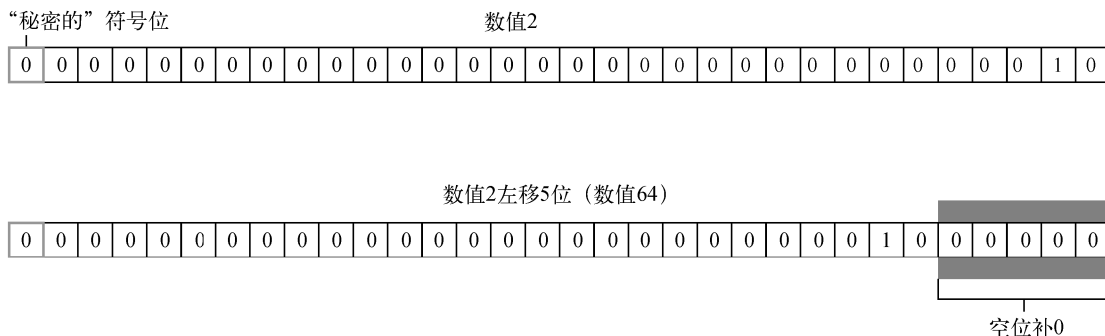 “秘密的”符号位 数值2
0 0 0 0 0 0 0 0 0 0 0 0 0 0 0 0 0 0 0 0 0 0 0 0 0 0 0 0 0 0 1 0
数值2左移5位（数值64）
0 0 0 0 0 0 0 0 0 0 0 0 0 0 0 0 0 0 0 0 0 0 0 0 0 1 0 0 0 0 0 0
空位补0